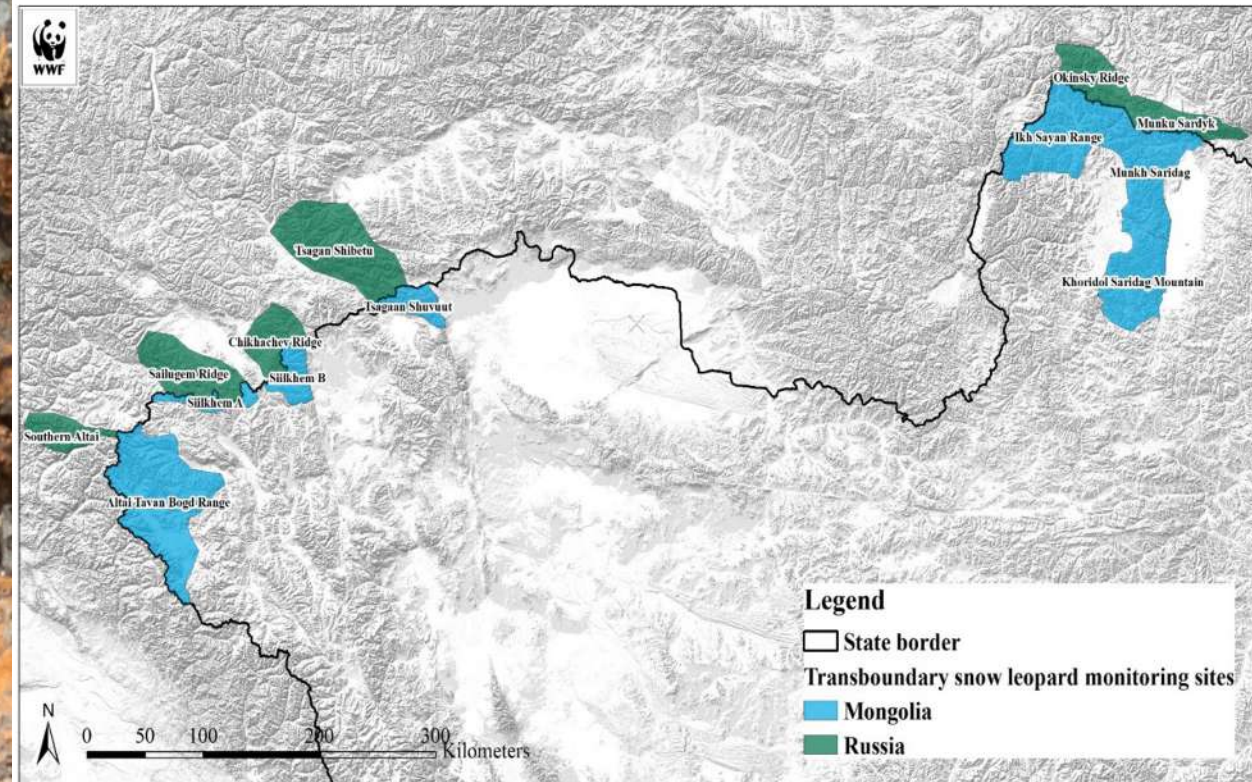 WWF
Okinsky Ridge
Munku Sardyk
Ikh Sayan Range
Munkh Saridag
Tsagan Shibetu
Khoridol Saridag Mountain
Tsagaan Shuvuut
Chikhachev Ridge
Sailugem Ridge
Siilkhem B
Siilkhem A
Southern Altai
Altai Tavan Bogd Range
Legend
State border
Transboundary snow leopard monitoring sites
Mongolia
Russia
N
0 50 100 200 300
Kilometers